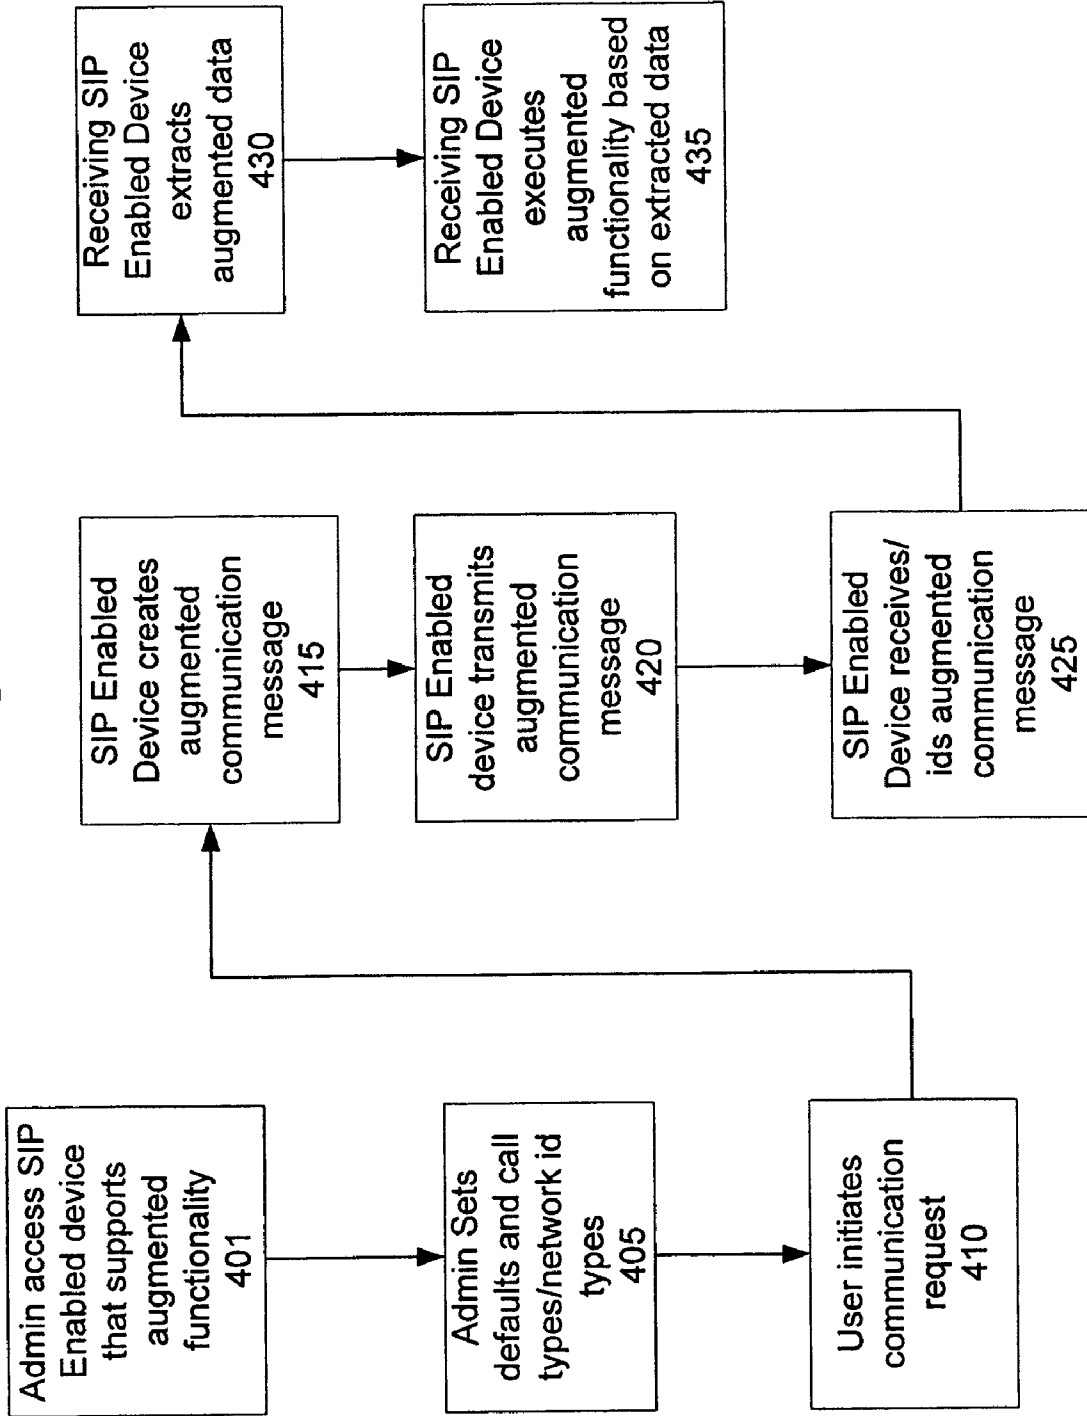 Admin access SIP
Enabled device
that supports
augmented
functionality
401
Admin Sets
defaults and call
types/network id
types
405
User initiates
communication
request
410
SIP Enabled
Device creates
augmented
communication
message
415
SIP Enabled
device transmits
augmented
communication
message
420
SIP Enabled
Device receives/
ids augmented
communication
message
425
Receiving SIP
Enabled Device
extracts
augmented data
430
Receiving SIP
Enabled Device
executes
augmented
functionality based
on extracted data
435